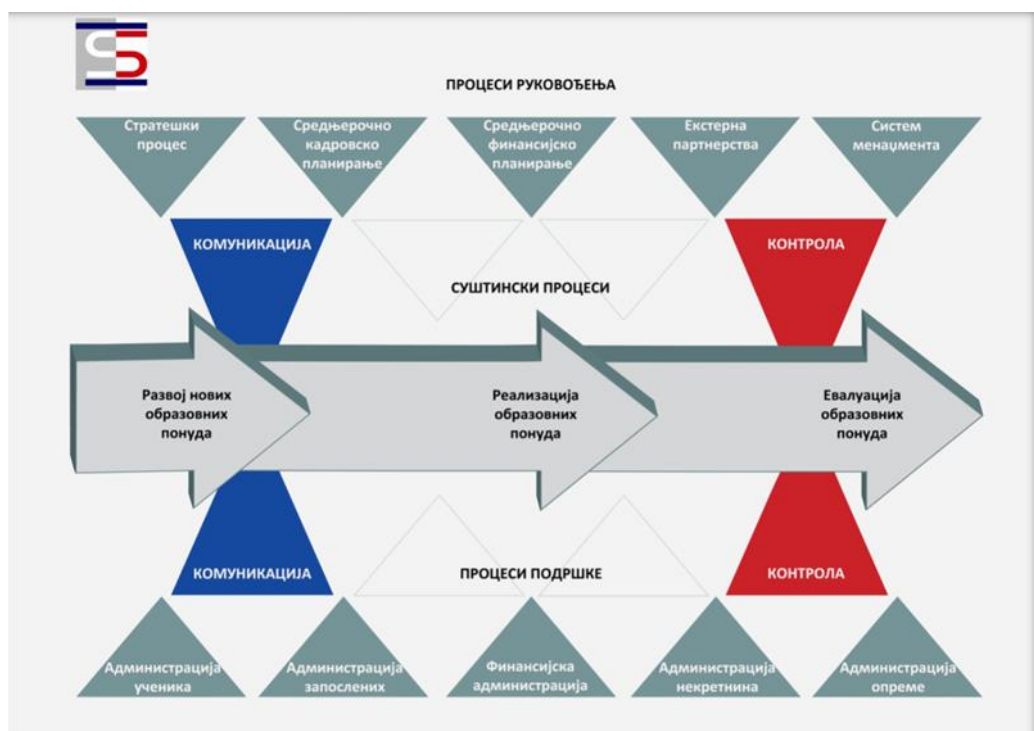 ПРОЦЕСИ РУКОВОЂЕЊА
Стратешки
процес
Средњерочно
кадровско
планирање
Средњерочно
финансијско
планирање
Екстерна
партнерства
Систем
менаџмента
КОМУНИКАЦИЈА
КОНТРОЛА
СУШТИНСКИ ПРОЦЕСИ
Развој нових
образовних
понуда
Реализација
образовних
понуда
Евалуација
образовних
понуда
КОМУНИКАЦИЈА
ПРОЦЕСИ ПОДРШКЕ
КОНТРОЛА
Администрација
ученика
Администрација
запослених
Финансијска
администрација
Администрација
некретнина
Администрација
опреме